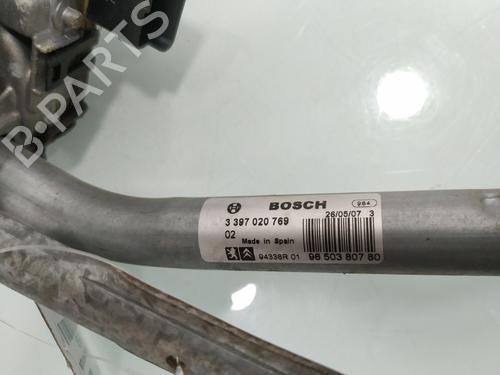 B-PARTS
BOSCH 984
3 397 020 769 26/05/07 3
02
Made in Spain
94338R 01 96 503 807 80